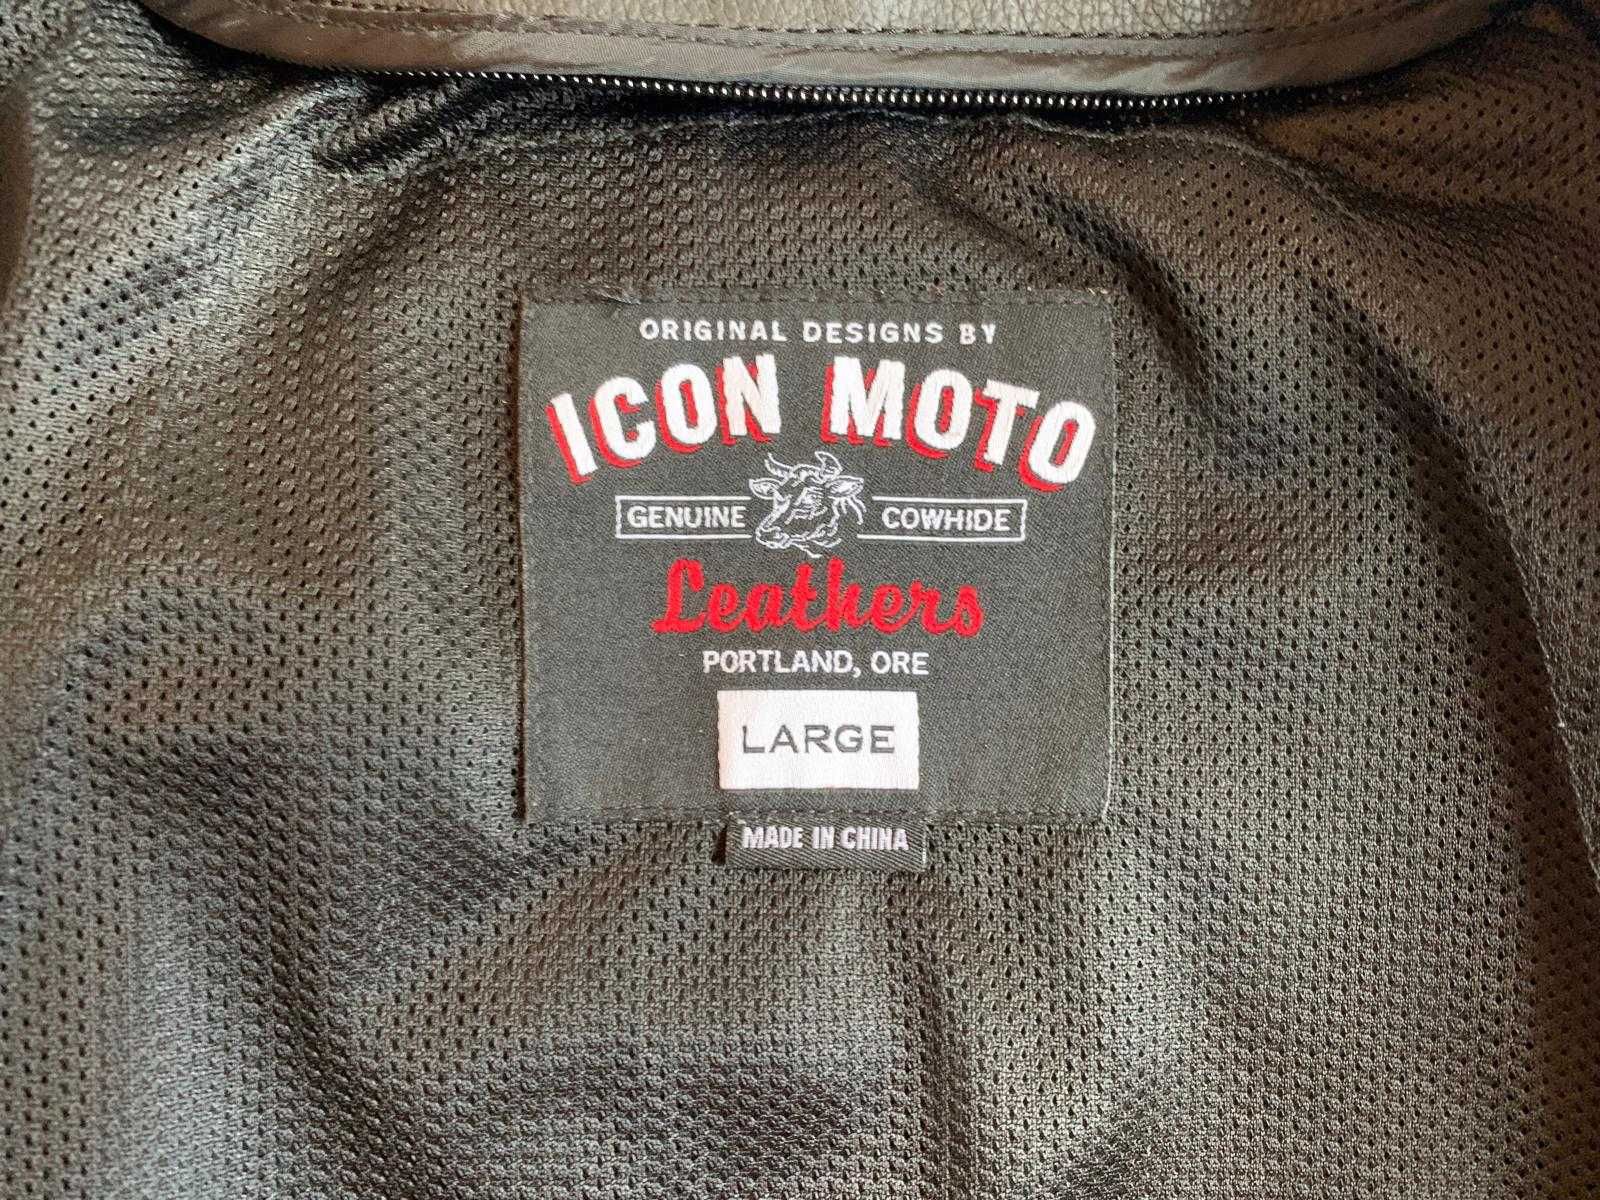 ORIGINAL DESIGNS BY
ICON MOTO
GENUINE COWHIDE
Leathers
PORTLAND, ORE
LARGE
MADE IN CHINA